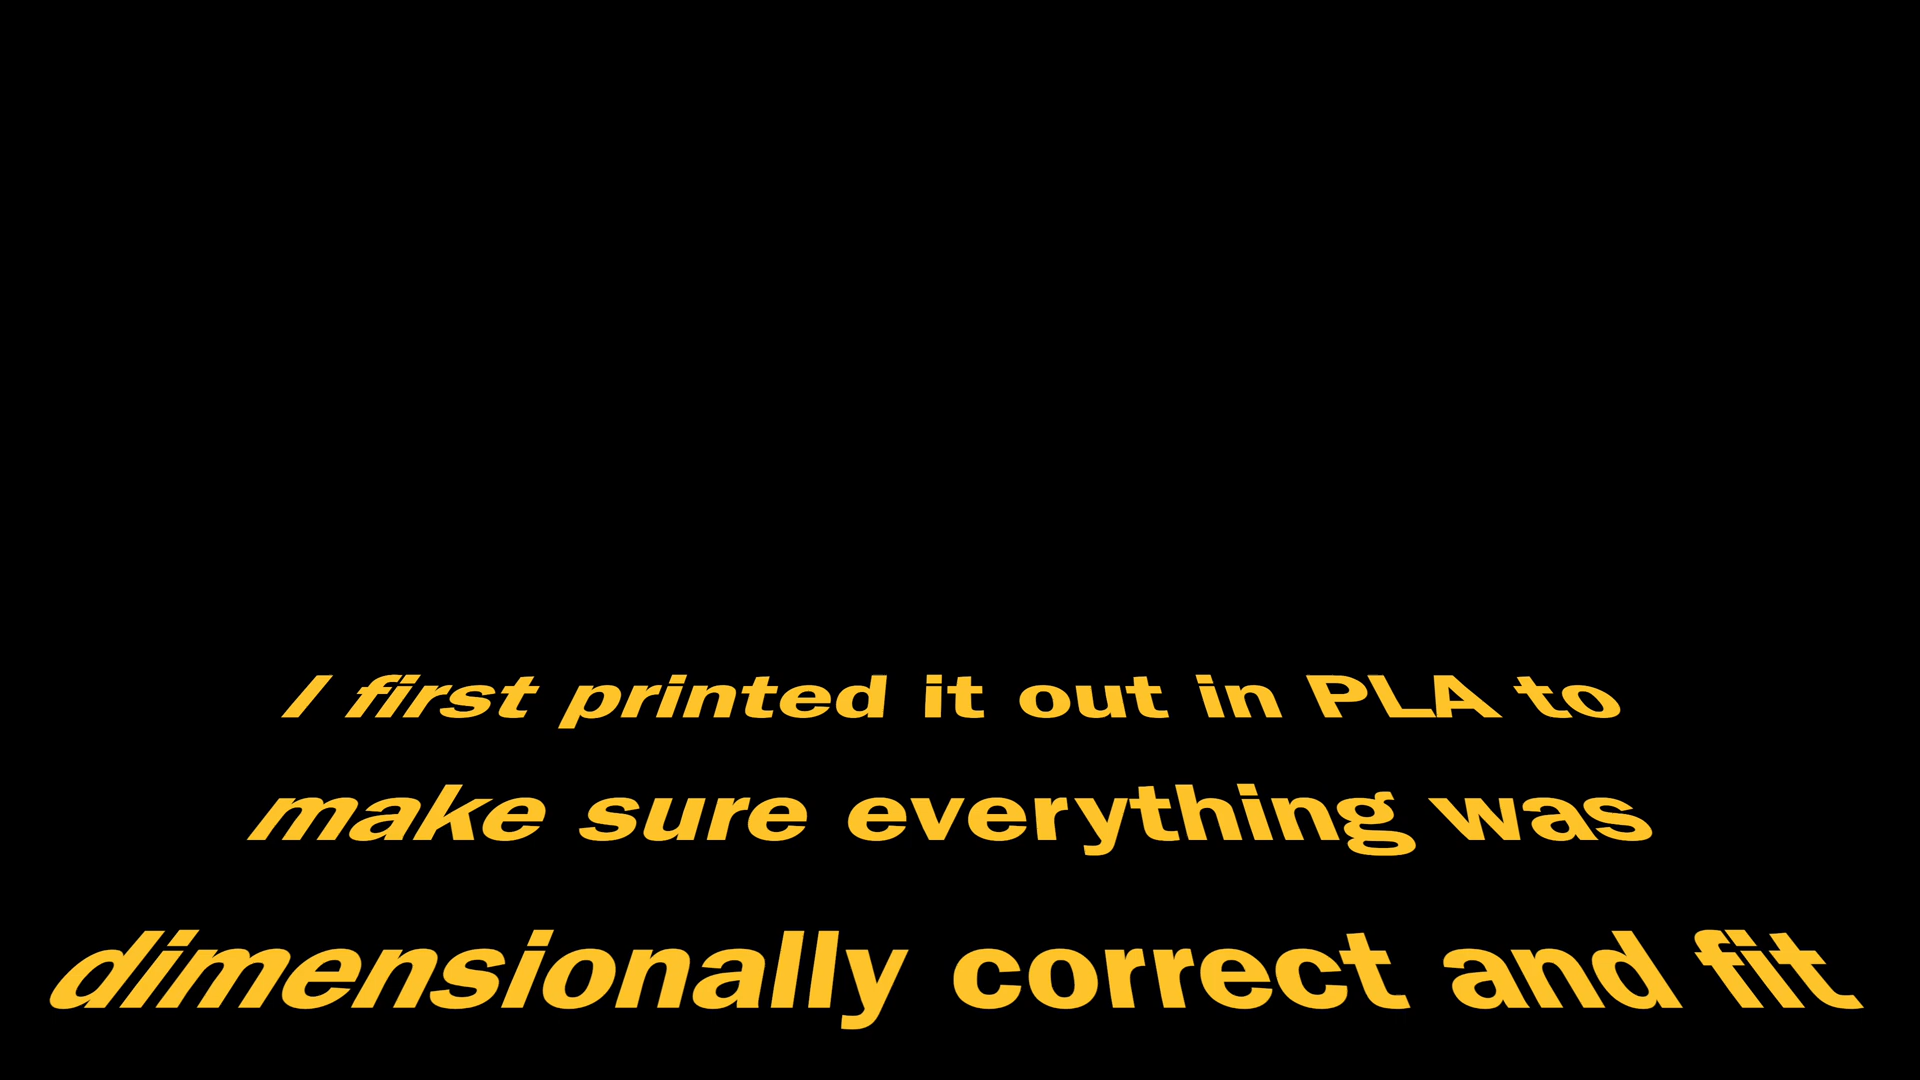 I first printed it out in PLA to
make sure everything was
dimensionally correct and fit